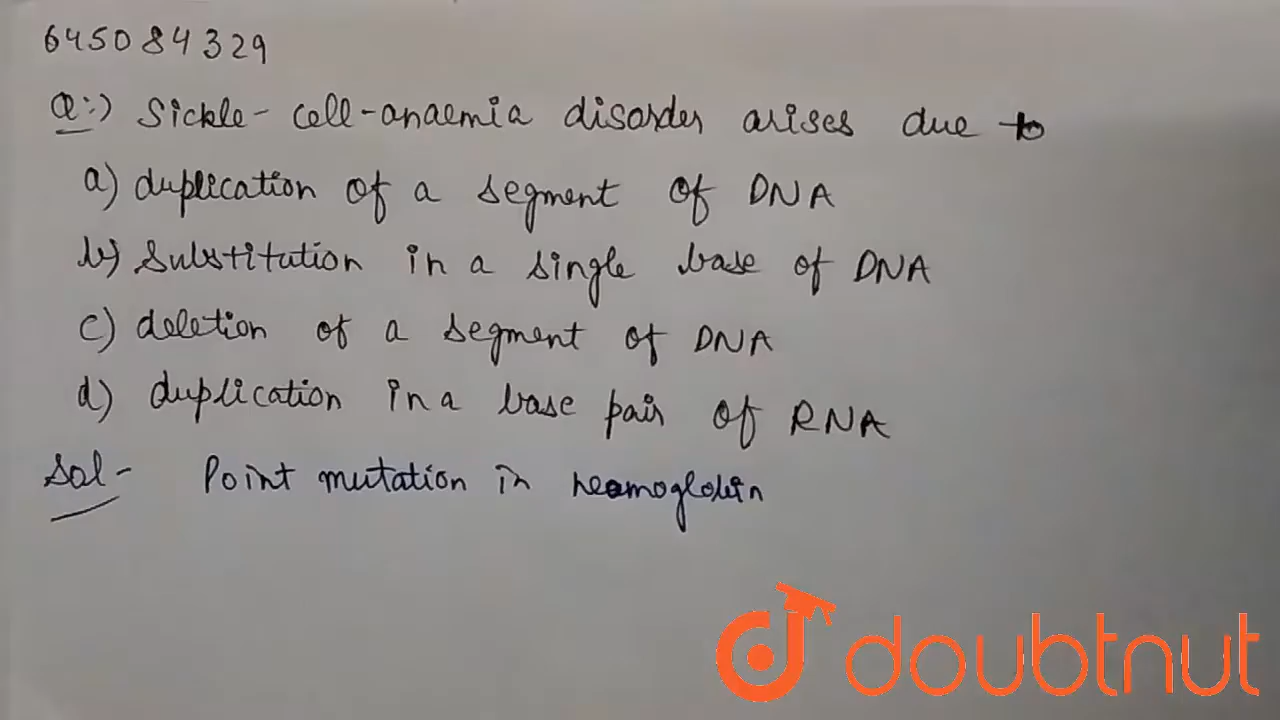 645084329
Q:-) Sickle-cell-anaemia disorder arises due to
a) duplication of a segment of DNA
b) Substitution in a single base of DNA
c) deletion of a segment of DNA
d) duplication in a base pair of RNA
Sol- Point mutation in heamoglobin
doubtnut